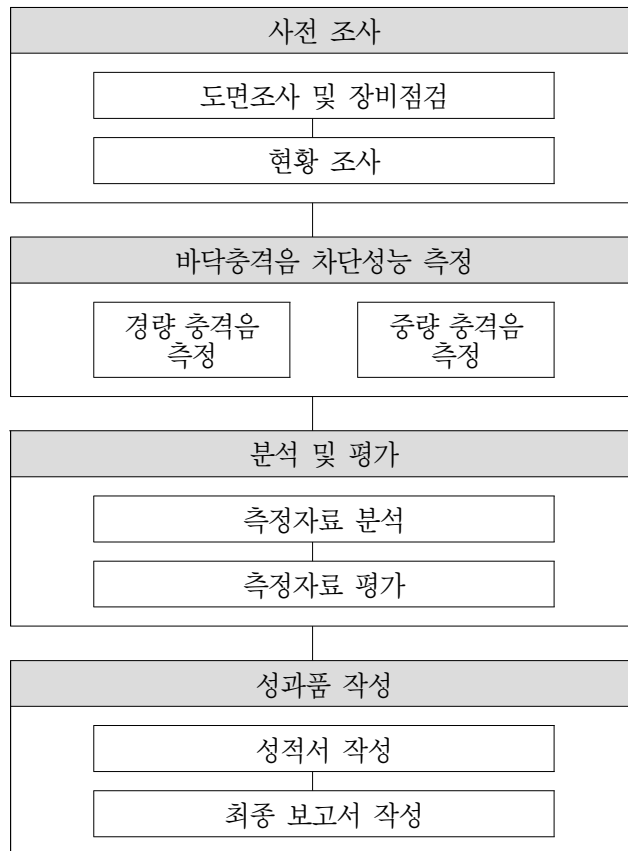 사전 조사
도면조사 및 장비점검
현황 조사
바닥충격음 차단성능 측정
경량 충격음
측정
중량 충격음
측정
분석 및 평가
측정자료 분석
측정자료 평가
성과품 작성
성적서 작성
최종 보고서 작성